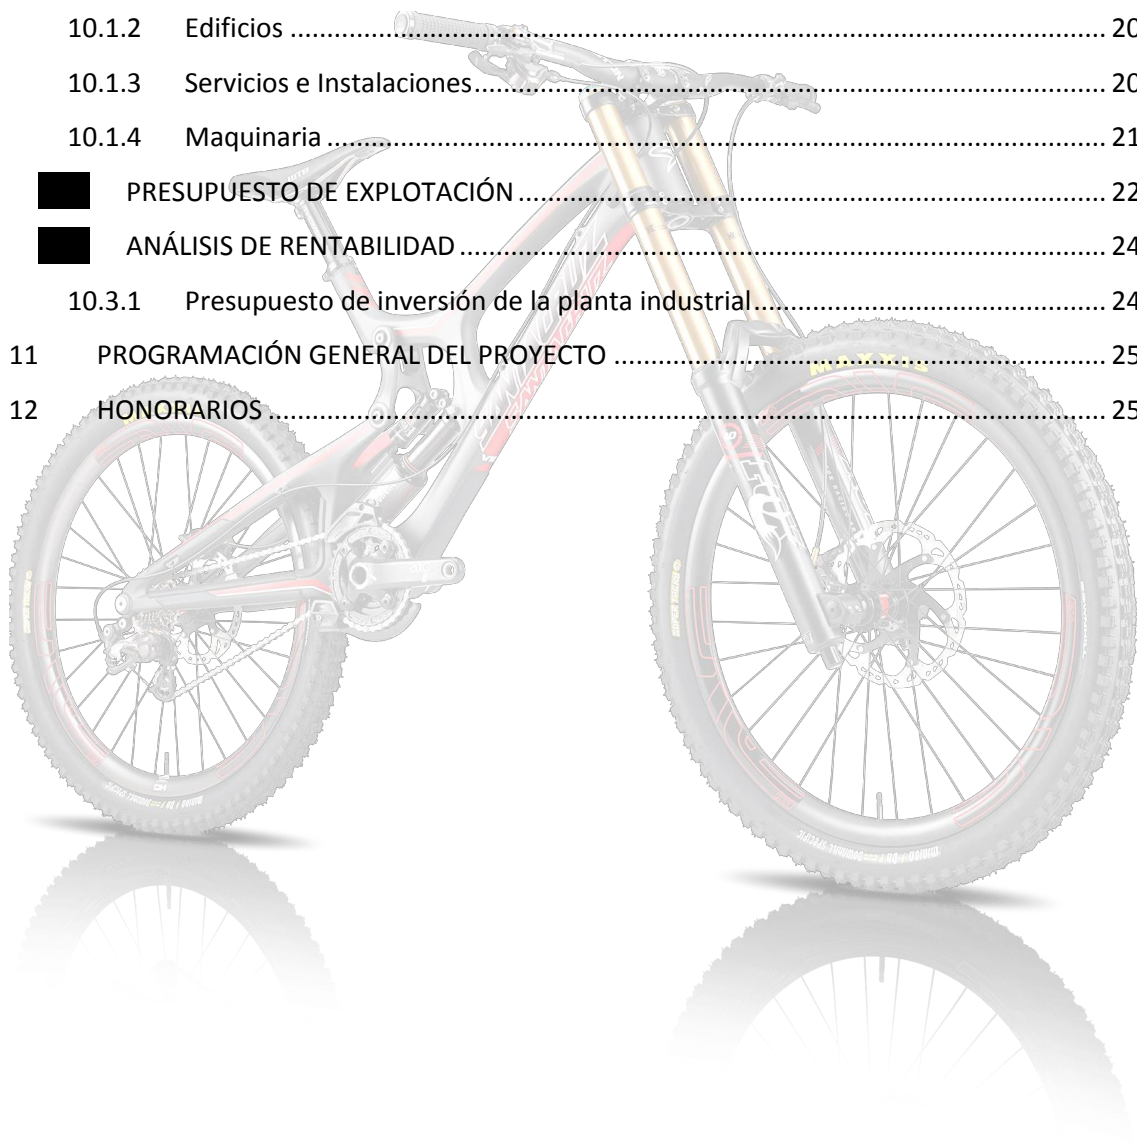 10.1.2 Edificios ........ 20
10.1.3 Servicios e Instalaciones ........ 20
10.1.4 Maquinaria ........ 21
PRESUPUESTO DE EXPLOTACIÓN ........ 22
ANÁLISIS DE RENTABILIDAD ........ 24
10.3.1 Presupuesto de inversión de la planta industrial ........ 24
11 PROGRAMACIÓN GENERAL DEL PROYECTO ........ 25
12 HONORARIOS ........ 25
MAXXIS